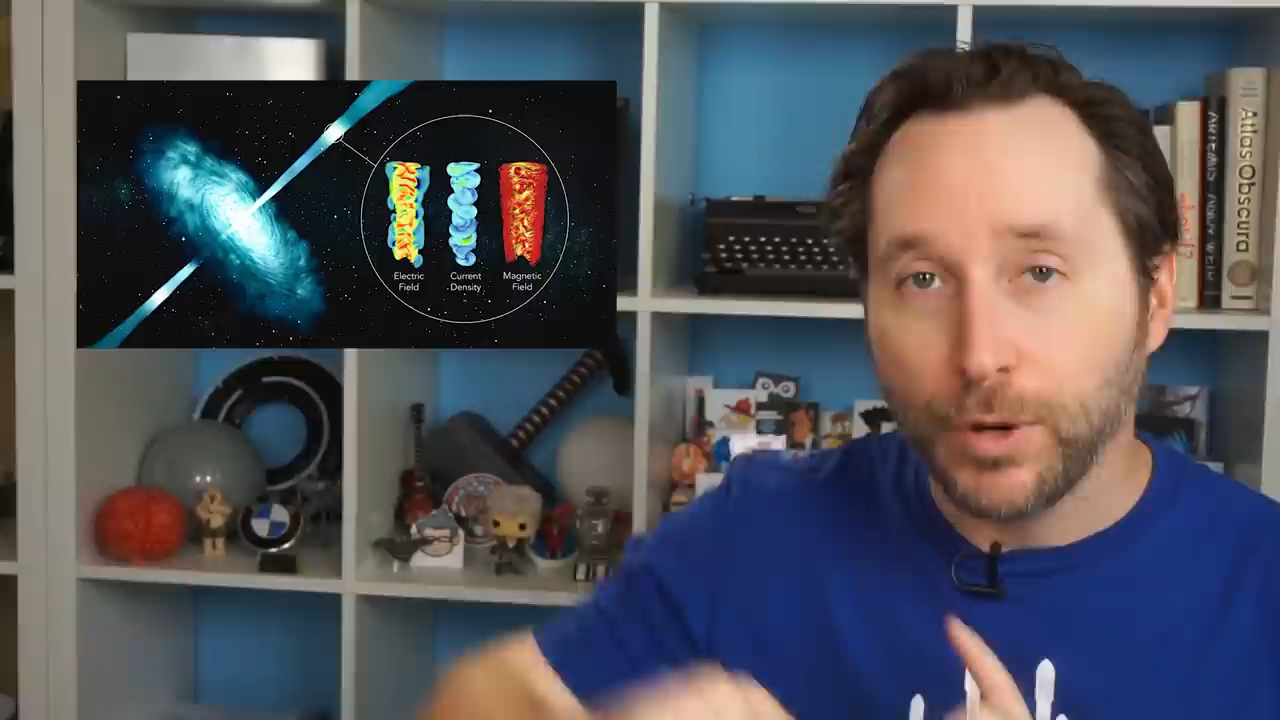 Electric
Field
Current
Density
Magnetic
Field
Atlas Obscura